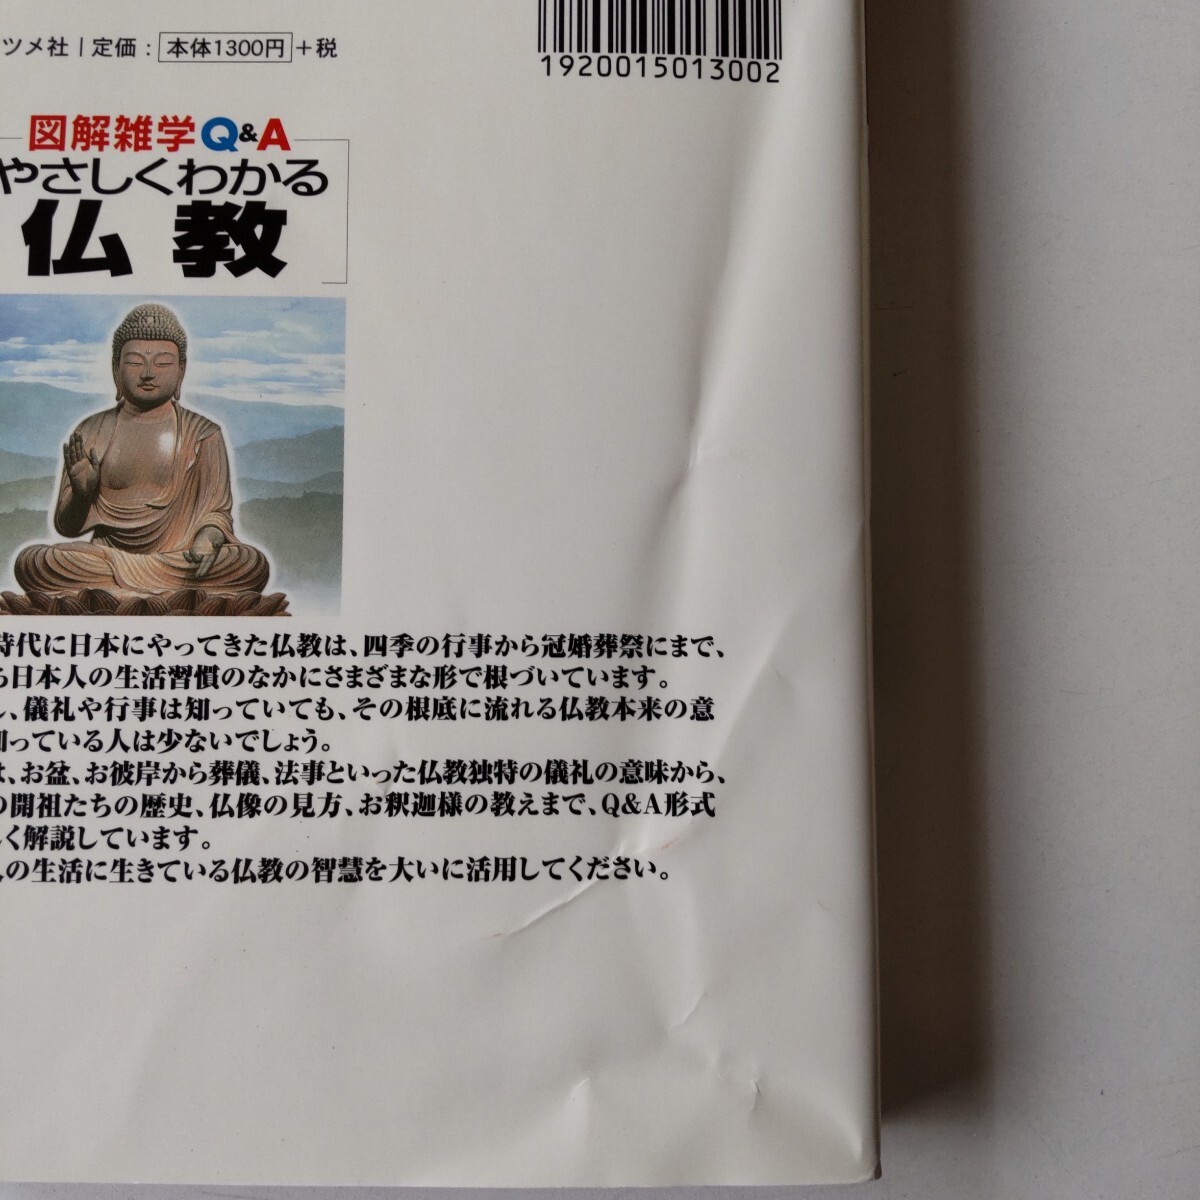 ツメ社 | 定価： 本体1300円＋税
1920015013002
図解雑学Q&A
やさしくわかる
仏教
時代に日本にやってきた仏教は、四季の行事から冠婚葬祭にまで、
ら日本人の生活習慣のなかにさまざまな形で根づいています。
し、儀礼や行事は知っていても、その根底に流れる仏教本来の意
知っている人は少ないでしょう。
は、お盆、お彼岸から葬儀、法事といった仏教独特の儀礼の意味から、
の開祖たちの歴史、仏像の見方、お釈迦様の教えまで、Q&A形式
しく解説しています。
の生活に生きている仏教の智慧を大いに活用してください。